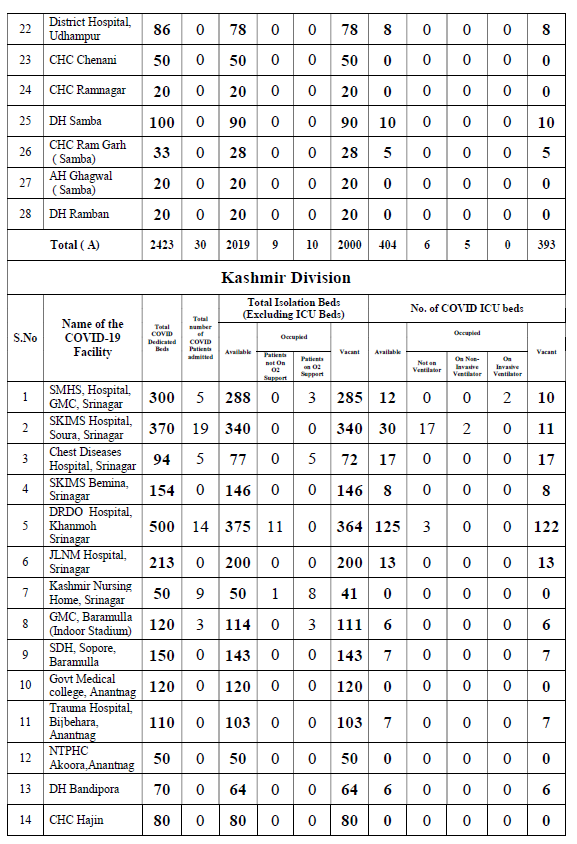 22 District Hospital, Udhampur 86 0 78 0 0 78 8 0 0 0 8
23 CHC Chenani 50 0 50 0 0 50 0 0 0 0 0
24 CHC Ramnagar 20 0 20 0 0 20 0 0 0 0 0
25 DH Samba 100 0 90 0 0 90 10 0 0 0 10
26 CHC Ram Garh ( Samba) 33 0 28 0 0 28 5 0 0 0 5
27 AH Ghagwal ( Samba) 20 0 20 0 0 20 0 0 0 0 0
28 DH Ramban 20 0 20 0 0 20 0 0 0 0 0
Total ( A) 2423 30 2019 9 10 2000 404 6 5 0 393
Kashmir Division
S.No
Name of the COVID-19 Facility
Total COVID Dedicated Beds
Total number of COVID Patients admitted
Total Isolation Beds (Excluding ICU Beds)
Available
Occupied
Patients not On O2 Support
Patients on O2 Support
Vacant
No. of COVID ICU beds
Available
Occupied
Not on Ventilator
On Non-Invasive Ventilator
On Invasive Ventilator
Vacant
1 SMHS, Hospital, GMC, Srinagar 300 5 288 0 3 285 12 0 0 2 10
2 SKIMS Hospital, Soura, Srinagar 370 19 340 0 0 340 30 17 2 0 11
3 Chest Diseases Hospital, Srinagar 94 5 77 0 5 72 17 0 0 0 17
4 SKIMS Bemina, Srinagar 154 0 146 0 0 146 8 0 0 0 8
5 DRDO Hospital, Khanmoh Srinagar 500 14 375 11 0 364 125 3 0 0 122
6 JLNM Hospital, Srinagar 213 0 200 0 0 200 13 0 0 0 13
7 Kashmir Nursing Home, Srinagar 50 9 50 1 8 41 0 0 0 0 0
8 GMC, Baramulla (Indoor Stadium) 120 3 114 0 3 111 6 0 0 0 6
9 SDH, Sopore, Baramulla 150 0 143 0 0 143 7 0 0 0 7
10 Govt Medical college, Anantnag 120 0 120 0 0 120 0 0 0 0 0
11 Trauma Hospital, Bijbehara, Anantnag 110 0 103 0 0 103 7 0 0 0 7
12 NTPHC Akoora,Anantnag 50 0 50 0 0 50 0 0 0 0 0
13 DH Bandipora 70 0 64 0 0 64 6 0 0 0 6
14 CHC Hajin 80 0 80 0 0 80 0 0 0 0 0